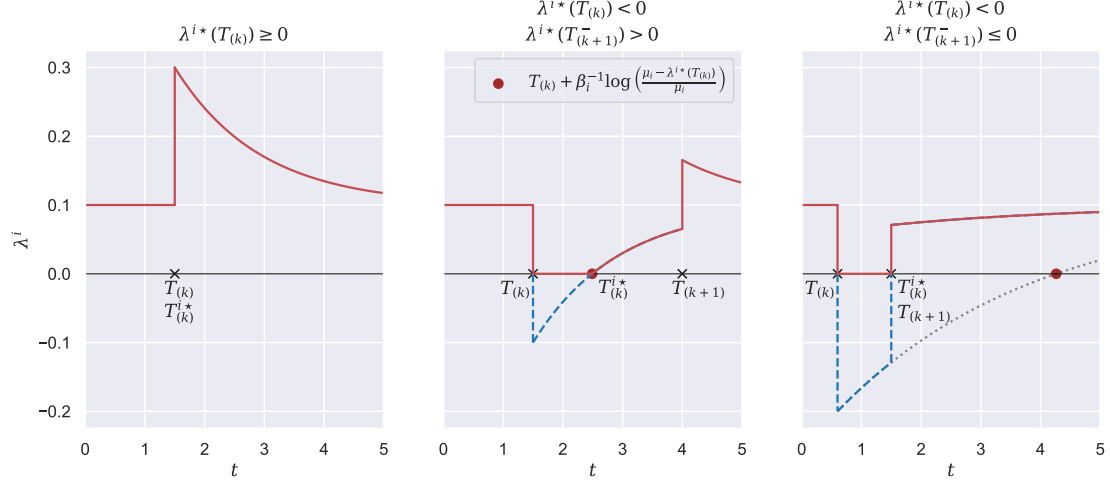 λ^{i⋆}(T_{(k)}) ≥ 0
λ^{i⋆}(T_{(k)}) < 0
λ^{i⋆}(T^−_{(k+1)}) > 0
λ^{i⋆}(T_{(k)}) < 0
λ^{i⋆}(T^−_{(k+1)}) ≤ 0
T_{(k)} + β_i^{−1} log((μ_i − λ^{i⋆}(T_{(k)}))/μ_i)
λ^i
0.3
0.2
0.1
0.0
−0.1
−0.2
T_{(k)}
T^{i⋆}_{(k)}
0 1 2 3 4 5
t
T_{(k)}
T^{i⋆}_{(k)}
T_{(k+1)}
0 1 2 3 4 5
t
T_{(k)}
T^{i⋆}_{(k)}
T_{(k+1)}
0 1 2 3 4 5
t